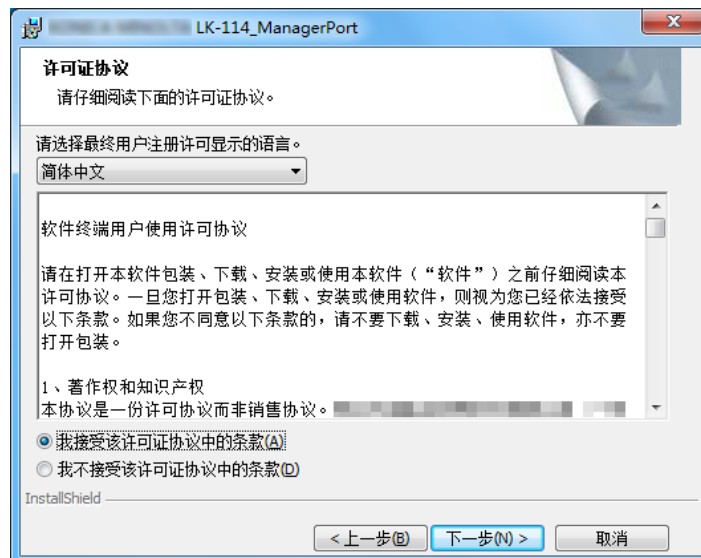 LK-114_ManagerPort
许可证协议
请仔细阅读下面的许可证协议。
请选择最终用户注册许可显示的语言。
简体中文
软件终端用户使用许可协议
请在打开本软件包装、下载、安装或使用本软件（“软件”）之前仔细阅读本
许可协议。一旦您打开包装、下载、安装或使用软件，则视为您已经依法接受
以下条款。如果您不同意以下条款的，请不要下载、安装、使用软件，亦不要
打开包装。
1、著作权和知识产权
本协议是一份许可协议而非销售协议。
我接受该许可证协议中的条款(A)
我不接受该许可证协议中的条款(D)
InstallShield
<上一步(B) 下一步(N)> 取消